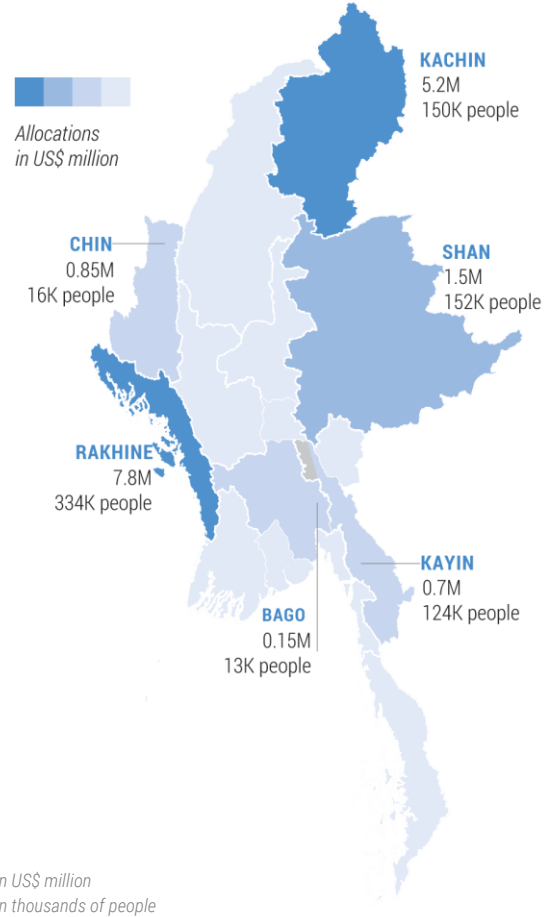 KACHIN
5.2M
150K people
Allocations
in US$ million
CHIN
0.85M
16K people
SHAN
1.5M
152K people
RAKHINE
7.8M
334K people
KAYIN
0.7M
124K people
BAGO
0.15M
13K people
n US$ million
n thousands of people